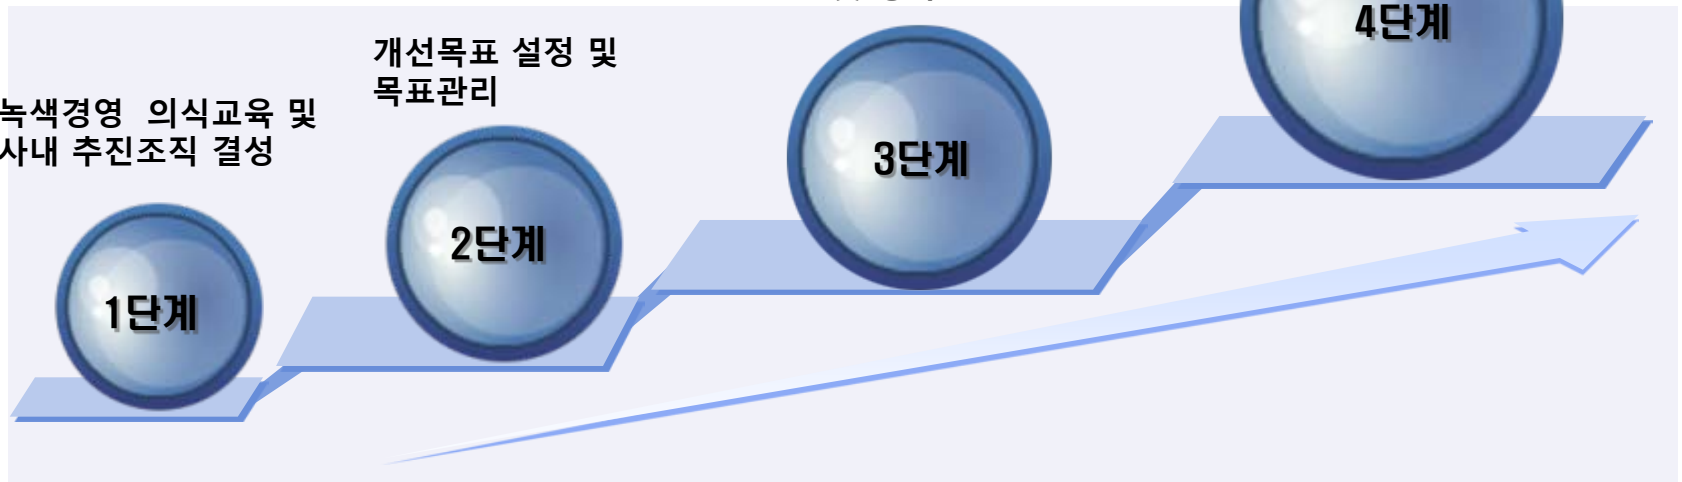 녹색경영 의식교육 및
사내 추진조직 결성
1단계
개선목표 설정 및
목표관리
2단계
3단계
4단계